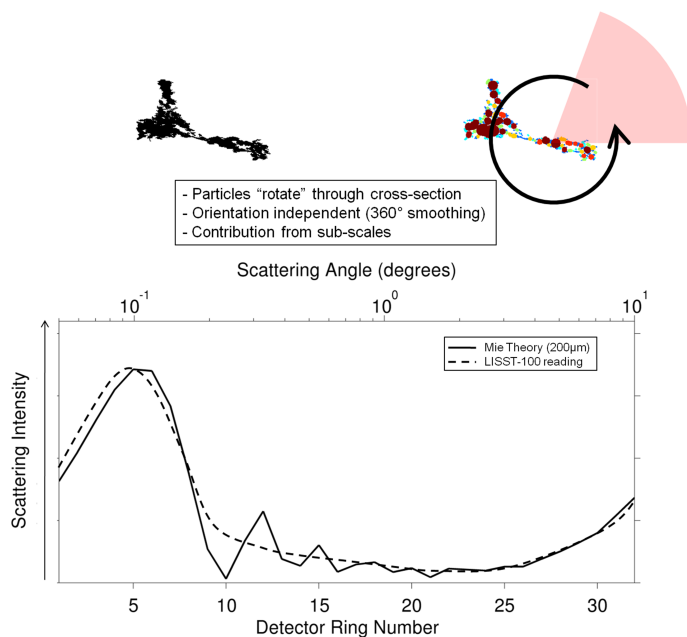 - Particles “rotate” through cross-section
- Orientation independent (360° smoothing)
- Contribution from sub-scales
Scattering Angle (degrees)
10^-1 10^0 10^1
Mie Theory (200µm)
LISST-100 reading
Scattering Intensity
5 10 15 20 25 30
Detector Ring Number